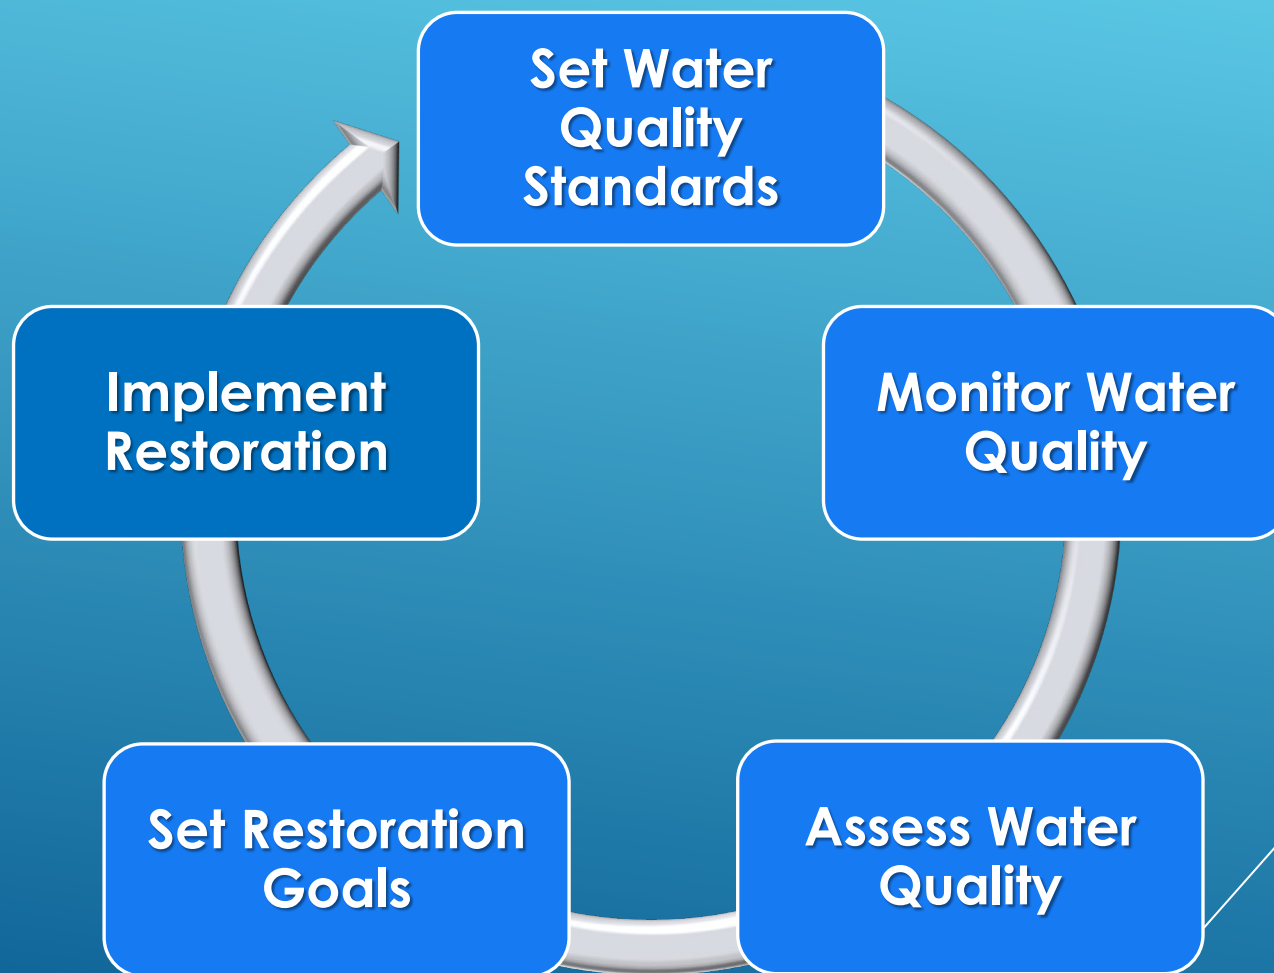 Set Water
Quality
Standards
Monitor Water
Quality
Assess Water
Quality
Set Restoration
Goals
Implement
Restoration